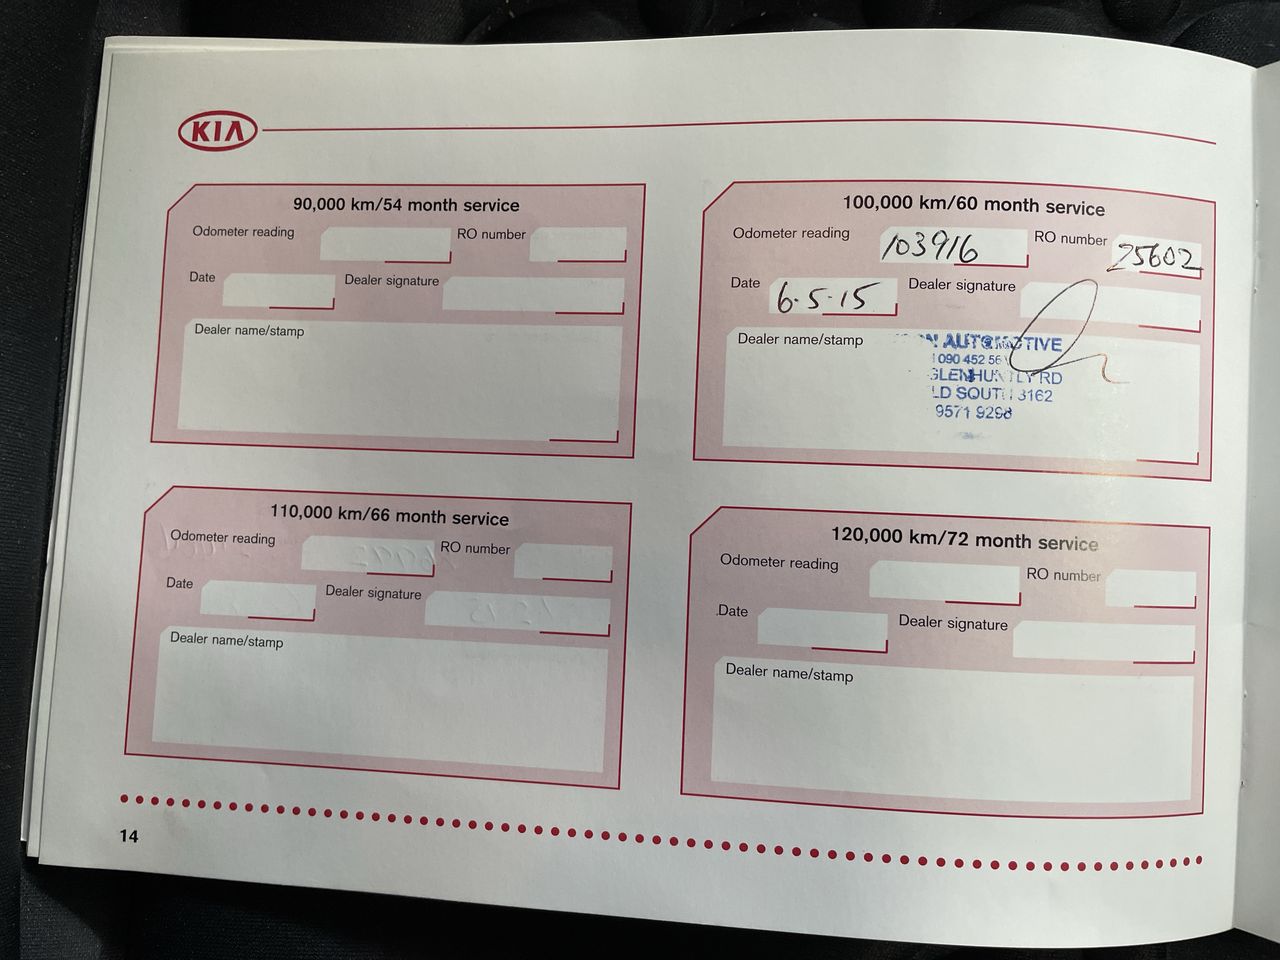 KIA
90,000 km/54 month service
Odometer reading RO number
Date Dealer signature
Dealer name/stamp
100,000 km/60 month service
Odometer reading 103916 RO number 25602
Date 6.5.15 Dealer signature
Dealer name/stamp
AUTOMOTIVE
090 452
GLENHUNTLY RD
LD SOUTH 3162
9571 9298
110,000 km/66 month service
Odometer reading RO number
Date Dealer signature
Dealer name/stamp
120,000 km/72 month service
Odometer reading RO number
Date Dealer signature
Dealer name/stamp
14